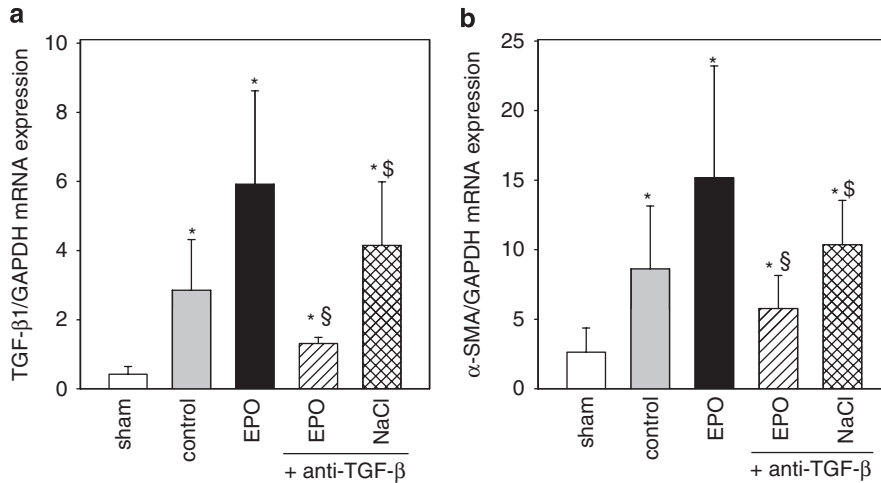 a
TGF-β1/GAPDH mRNA expression
10
8
6
4
2
0
*
*
* §
* $
sham
control
EPO
EPO
NaCl
+ anti-TGF-β
b
α-SMA/GAPDH mRNA expression
25
20
15
10
5
0
*
*
* §
* $
sham
control
EPO
EPO
NaCl
+ anti-TGF-β